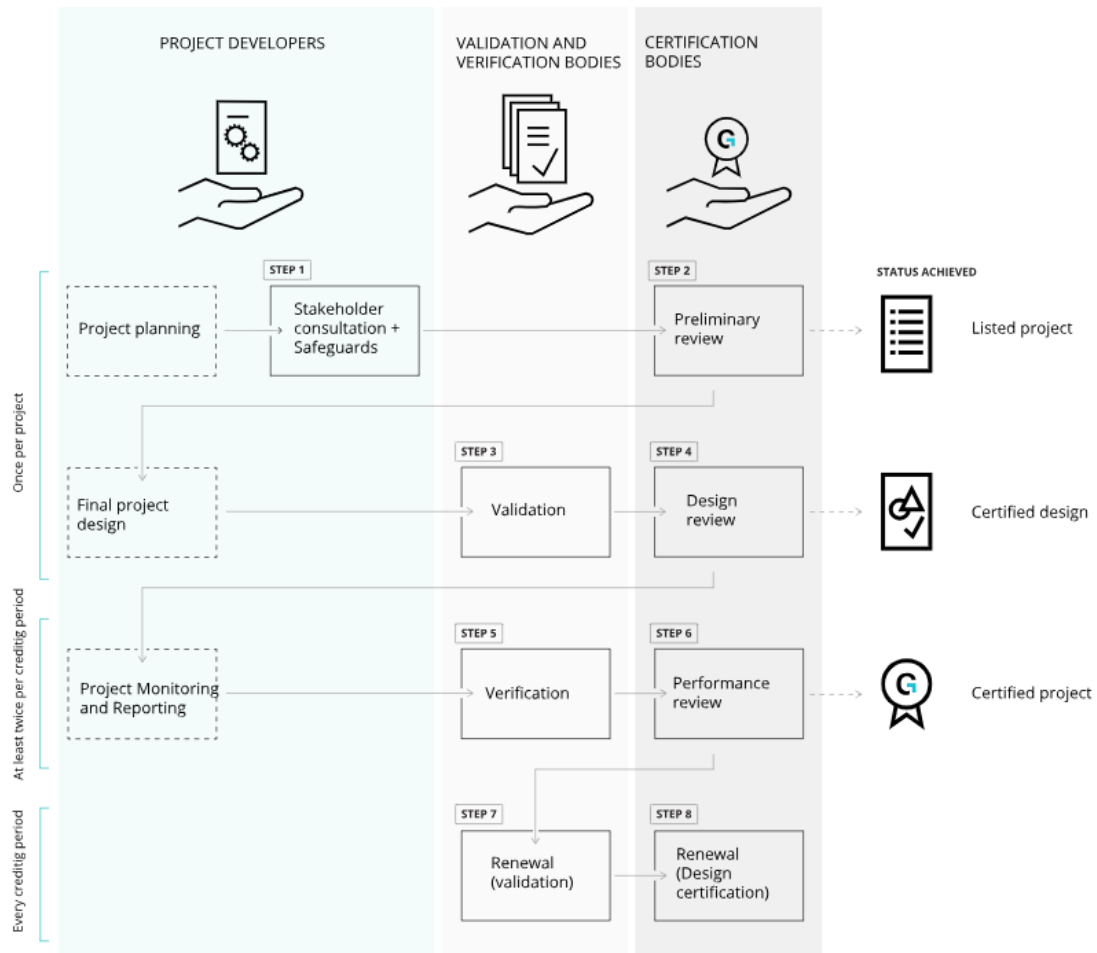 PROJECT DEVELOPERS
VALIDATION AND
VERIFICATION BODIES
CERTIFICATION
BODIES
Once per project
STEP 1
STEP 2
STATUS ACHIEVED
Project planning
Stakeholder
consultation +
Safeguards
Preliminary
review
Listed project
STEP 3
STEP 4
Final project
design
Validation
Design
review
Certified design
At least twice per creditig period
STEP 5
STEP 6
Project Monitoring
and Reporting
Verification
Performance
review
Certified project
Every creditig period
STEP 7
STEP 8
Renewal
(validation)
Renewal
(Design
certification)